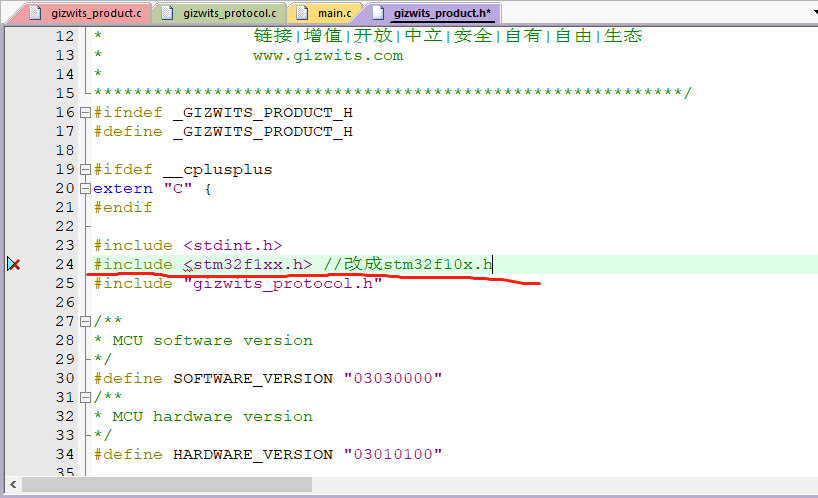 gizwits_product.c gizwits_protocol.c main.c gizwits_product.h*
12 * 链接|增值|开放|中立|安全|自有|自由|生态
13 * www.gizwits.com
14 *
15 ***********************************************************/
16 #ifndef _GIZWITS_PRODUCT_H
17 #define _GIZWITS_PRODUCT_H
18
19 #ifdef __cplusplus
20 extern "C" {
21 #endif
22
23 #include <stdint.h>
24 #include <stm32f1xx.h> //改成stm32f10x.h
25 #include "gizwits_protocol.h"
26
27 /**
28 * MCU software version
29 */
30 #define SOFTWARE_VERSION "03030000"
31 /**
32 * MCU hardware version
33 */
34 #define HARDWARE_VERSION "03010100"
35